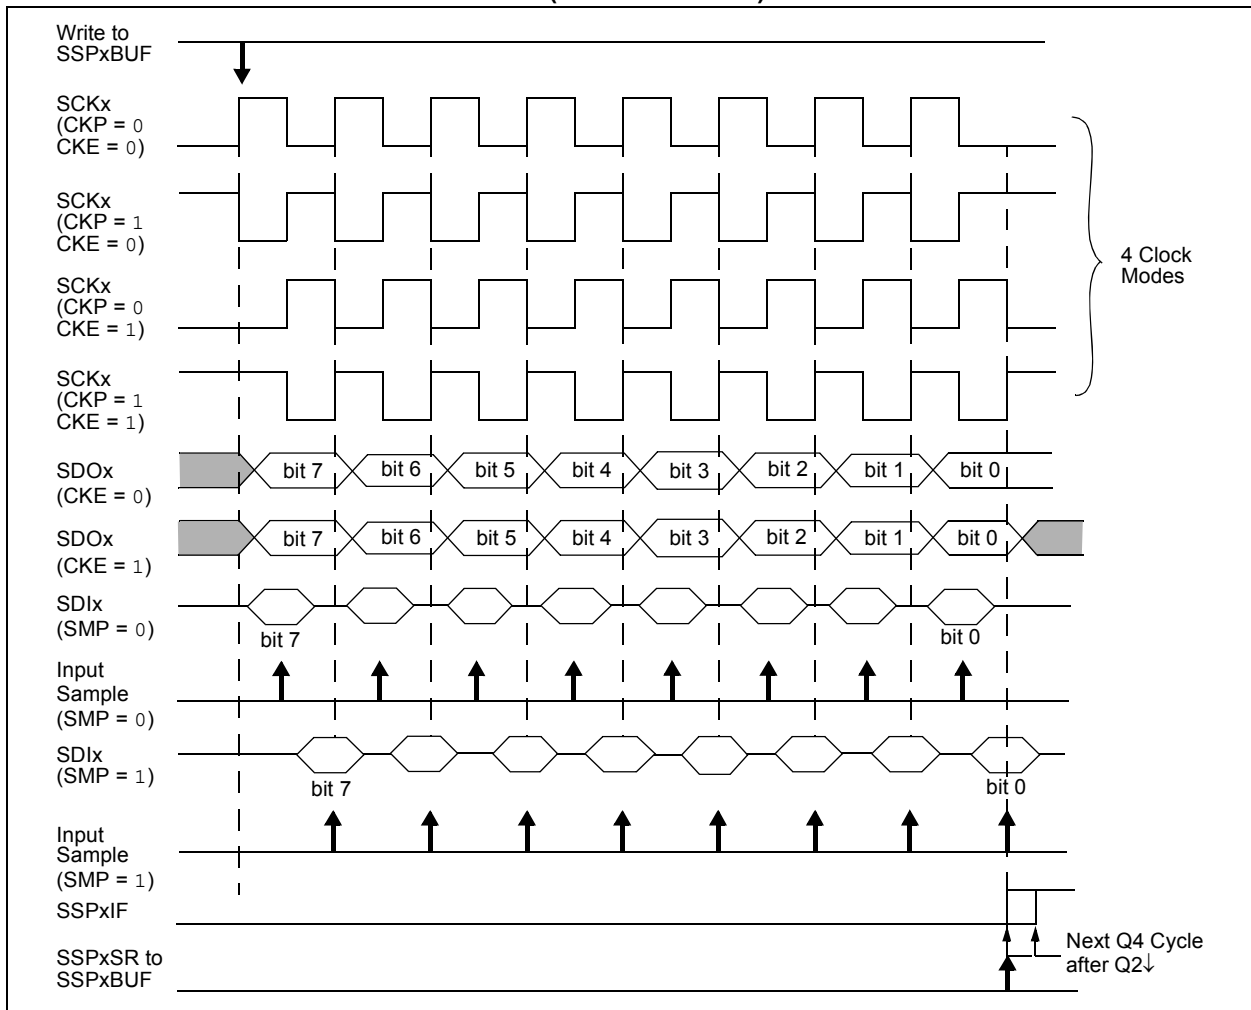 Write to
SSPxBUF
SCKx
(CKP = 0
CKE = 0)
SCKx
(CKP = 1
CKE = 0)
SCKx
(CKP = 0
CKE = 1)
4 Clock
Modes
SCKx
(CKP = 1
CKE = 1)
SDOx
(CKE = 0)
bit 7 bit 6 bit 5 bit 4 bit 3 bit 2 bit 1 bit 0
SDOx
(CKE = 1)
bit 7 bit 6 bit 5 bit 4 bit 3 bit 2 bit 1 bit 0
SDIx
(SMP = 0)
bit 7 bit 0
Input
Sample
(SMP = 0)
SDIx
(SMP = 1)
bit 7 bit 0
Input
Sample
(SMP = 1)
SSPxIF
SSPxSR to
SSPxBUF
Next Q4 Cycle
after Q2↓